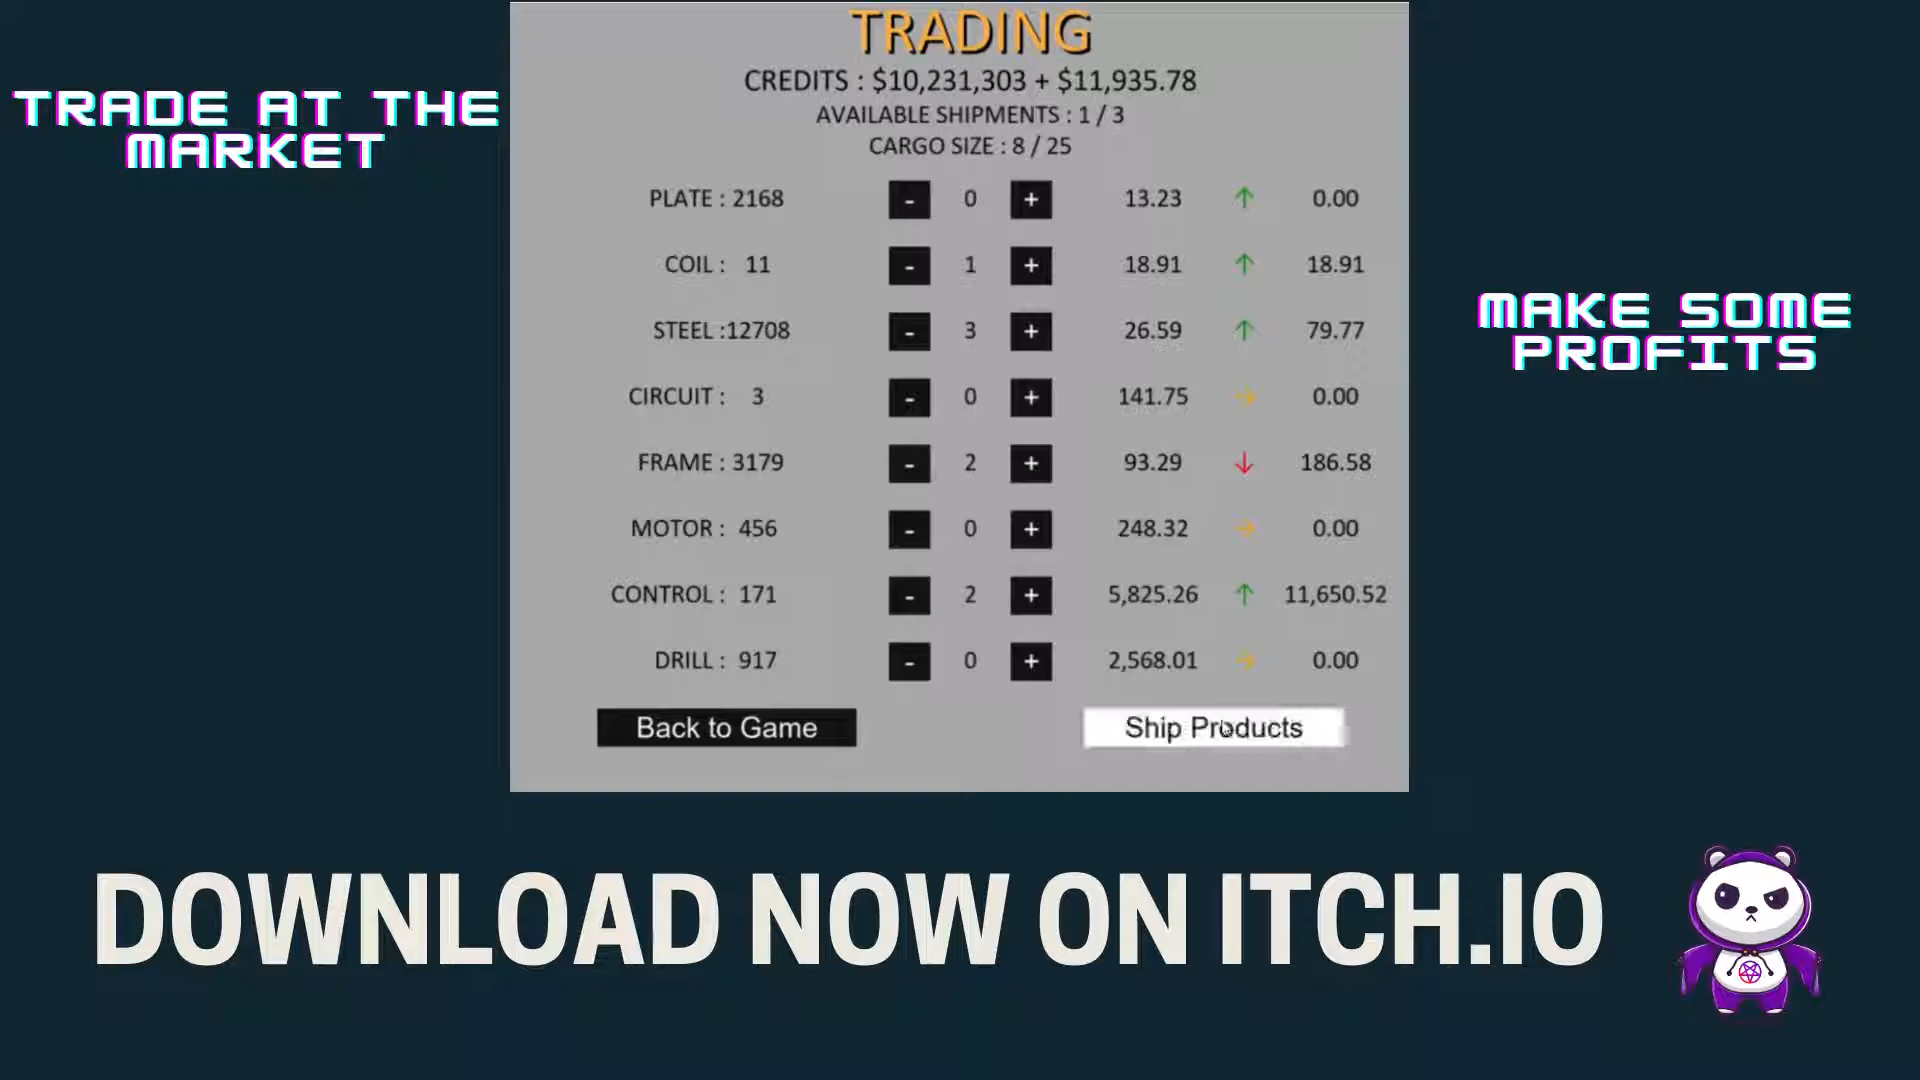 TRADING
CREDITS : $10,231,303 + $11,935.78
AVAILABLE SHIPMENTS : 1 / 3
CARGO SIZE : 8 / 25
TRADE AT THE
MARKET
PLATE : 2168 - 0 + 13.23 ↑ 0.00
COIL : 11 - 1 + 18.91 ↑ 18.91
STEEL :12708 - 3 + 26.59 ↑ 79.77
CIRCUIT : 3 - 0 + 141.75 → 0.00
FRAME : 3179 - 2 + 93.29 ↓ 186.58
MOTOR : 456 - 0 + 248.32 → 0.00
CONTROL : 171 - 2 + 5,825.26 ↑ 11,650.52
DRILL : 917 - 0 + 2,568.01 → 0.00
Back to Game
Ship Products
MAKE SOME
PROFITS
DOWNLOAD NOW ON ITCH.IO